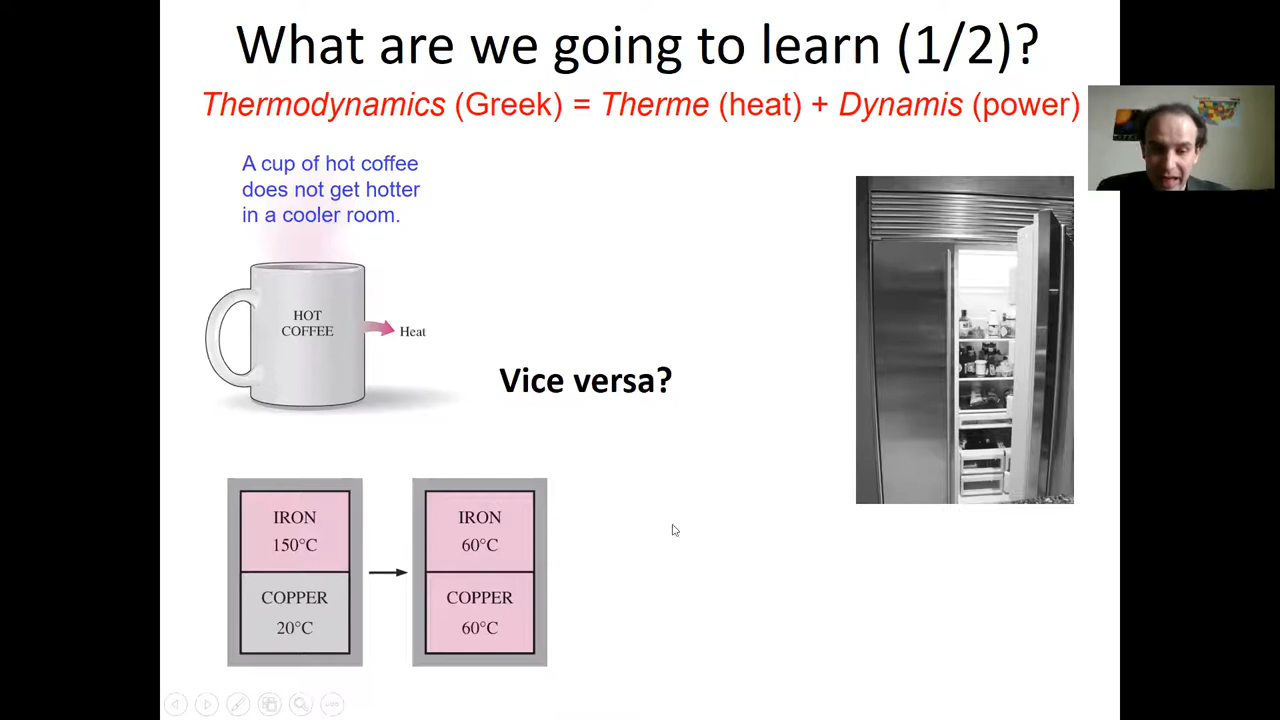 What are we going to learn (1/2)?
Thermodynamics (Greek) = Therme (heat) + Dynamis (power)
A cup of hot coffee
does not get hotter
in a cooler room.
HOT
COFFEE
Heat
Vice versa?
IRON
150°C
COPPER
20°C
IRON
60°C
COPPER
60°C